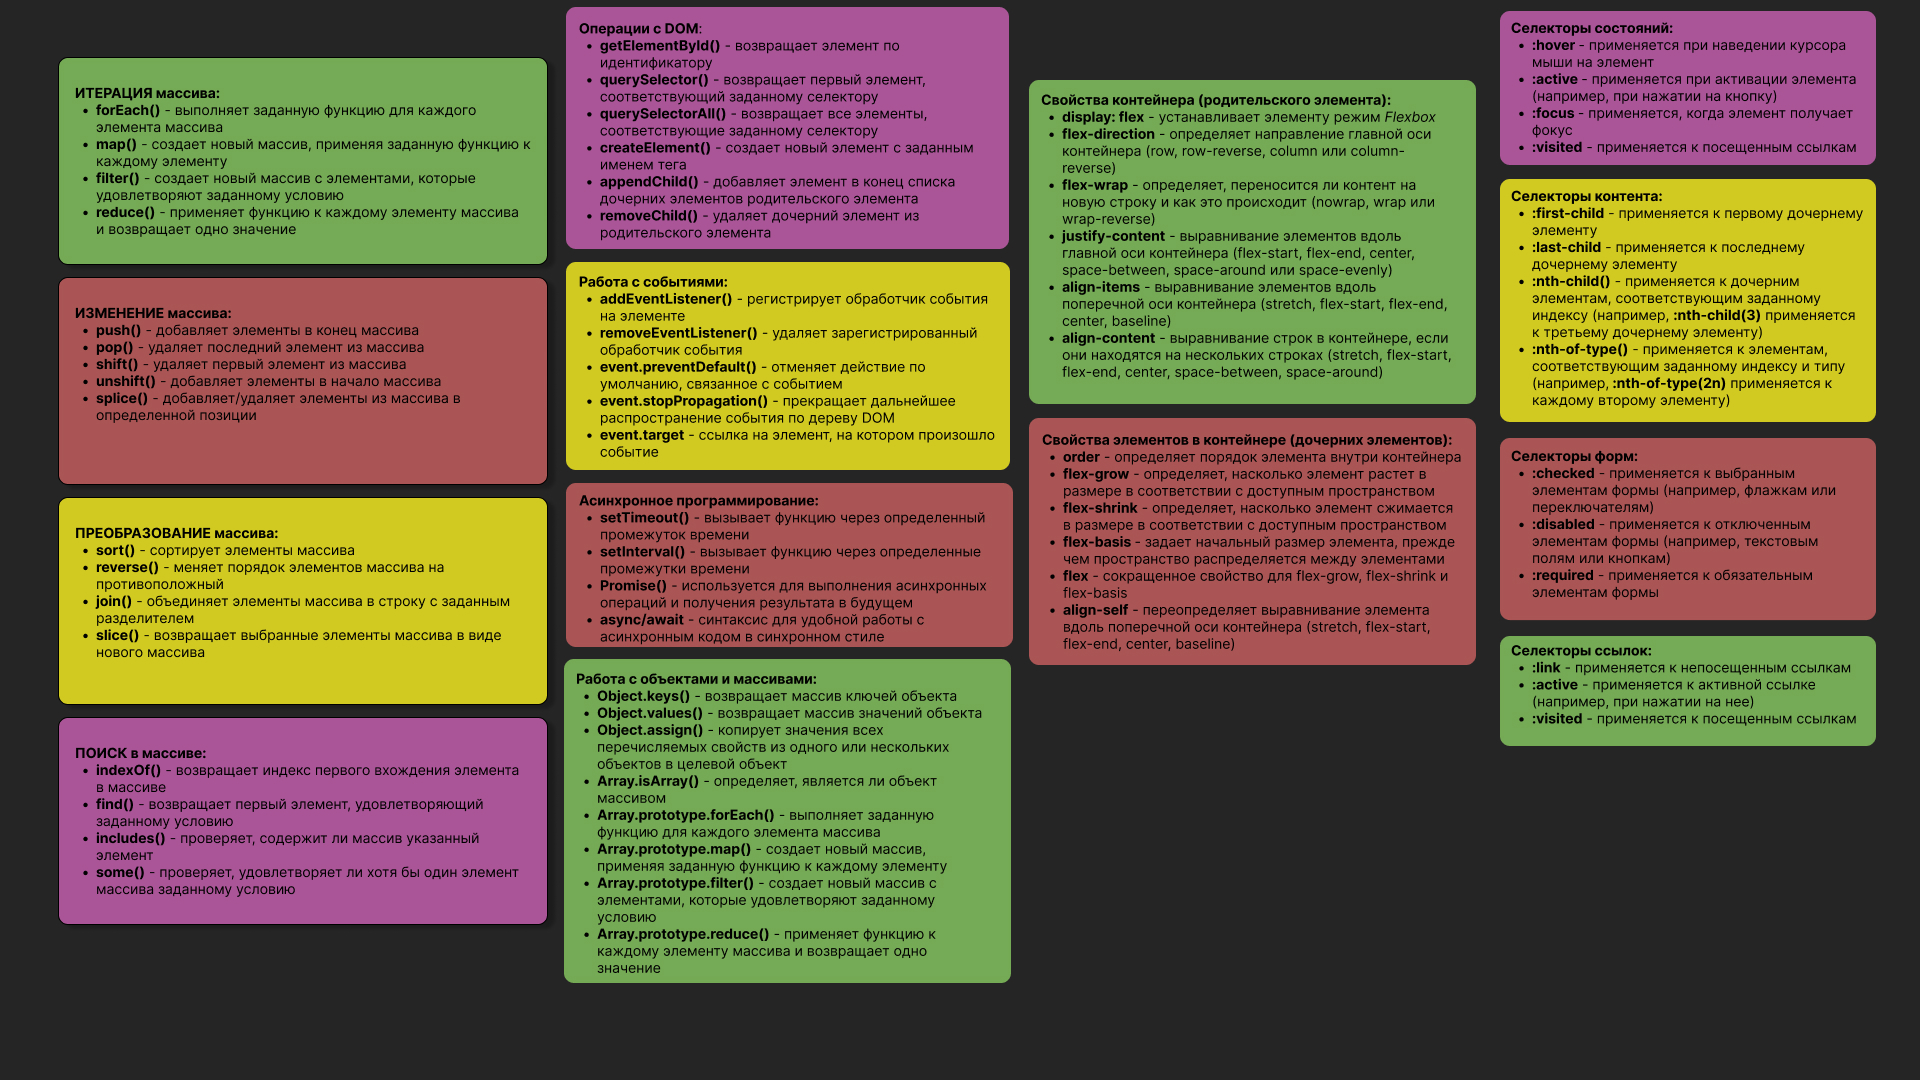 ИТЕРАЦИЯ массива:
• forEach() - выполняет заданную функцию для каждого
элемента массива
• map() - создает новый массив, применяя заданную функцию к
каждому элементу
• filter() - создает новый массив с элементами, которые
удовлетворяют заданному условию
• reduce() - применяет функцию к каждому элементу массива
и возвращает одно значение
ИЗМЕНЕНИЕ массива:
• push() - добавляет элементы в конец массива
• pop() - удаляет последний элемент из массива
• shift() - удаляет первый элемент из массива
• unshift() - добавляет элементы в начало массива
• splice() - добавляет/удаляет элементы из массива в
определенной позиции
ПРЕОБРАЗОВАНИЕ массива:
• sort() - сортирует элементы массива
• reverse() - меняет порядок элементов массива на
противоположный
• join() - объединяет элементы массива в строку с заданным
разделителем
• slice() - возвращает выбранные элементы массива в виде
нового массива
ПОИСК в массиве:
• indexOf() - возвращает индекс первого вхождения элемента
в массиве
• find() - возвращает первый элемент, удовлетворяющий
заданному условию
• includes() - проверяет, содержит ли массив указанный
элемент
• some() - проверяет, удовлетворяет ли хотя бы один элемент
массива заданному условию
Операции с DOM:
• getElementById() - возвращает элемент по
идентификатору
• querySelector() - возвращает первый элемент,
соответствующий заданному селектору
• querySelectorAll() - возвращает все элементы,
соответствующие заданному селектору
• createElement() - создает новый элемент с заданным
именем тега
• appendChild() - добавляет элемент в конец списка
дочерних элементов родительского элемента
• removeChild() - удаляет дочерний элемент из
родительского элемента
Работа с событиями:
• addEventListener() - регистрирует обработчик события
на элементе
• removeEventListener() - удаляет зарегистрированный
обработчик события
• event.preventDefault() - отменяет действие по
умолчанию, связанное с событием
• event.stopPropagation() - прекращает дальнейшее
распространение события по дереву DOM
• event.target - ссылка на элемент, на котором произошло
событие
Асинхронное программирование:
• setTimeout() - вызывает функцию через определенный
промежуток времени
• setInterval() - вызывает функцию через определенные
промежутки времени
• Promise() - используется для выполнения асинхронных
операций и получения результата в будущем
• async/await - синтаксис для удобной работы с
асинхронным кодом в синхронном стиле
Работа с объектами и массивами:
• Object.keys() - возвращает массив ключей объекта
• Object.values() - возвращает массив значений объекта
• Object.assign() - копирует значения всех
перечисляемых свойств из одного или нескольких
объектов в целевой объект
• Array.isArray() - определяет, является ли объект
массивом
• Array.prototype.forEach() - выполняет заданную
функцию для каждого элемента массива
• Array.prototype.map() - создает новый массив,
применяя заданную функцию к каждому элементу
• Array.prototype.filter() - создает новый массив с
элементами, которые удовлетворяют заданному
условию
• Array.prototype.reduce() - применяет функцию к
каждому элементу массива и возвращает одно
значение
Свойства контейнера (родительского элемента):
• display: flex - устанавливает элементу режим Flexbox
• flex-direction - определяет направление главной оси
контейнера (row, row-reverse, column или column-
reverse)
• flex-wrap - определяет, переносится ли контент на
новую строку и как это происходит (nowrap, wrap или
wrap-reverse)
• justify-content - выравнивание элементов вдоль
главной оси контейнера (flex-start, flex-end, center,
space-between, space-around или space-evenly)
• align-items - выравнивание элементов вдоль
поперечной оси контейнера (stretch, flex-start, flex-end,
center, baseline)
• align-content - выравнивание строк в контейнере, если
они находятся на нескольких строках (stretch, flex-start,
flex-end, center, space-between, space-around)
Свойства элементов в контейнере (дочерних элементов):
• order - определяет порядок элемента внутри контейнера
• flex-grow - определяет, насколько элемент растет в
размере в соответствии с доступным пространством
• flex-shrink - определяет, насколько элемент сжимается
в размере в соответствии с доступным пространством
• flex-basis - задает начальный размер элемента, прежде
чем пространство распределяется между элементами
• flex - сокращенное свойство для flex-grow, flex-shrink и
flex-basis
• align-self - переопределяет выравнивание элемента
вдоль поперечной оси контейнера (stretch, flex-start,
flex-end, center, baseline)
Селекторы состояний:
• :hover - применяется при наведении курсора
мыши на элемент
• :active - применяется при активации элемента
(например, при нажатии на кнопку)
• :focus - применяется, когда элемент получает
фокус
• :visited - применяется к посещенным ссылкам
Селекторы контента:
• :first-child - применяется к первому дочернему
элементу
• :last-child - применяется к последнему
дочернему элементу
• :nth-child() - применяется к дочерним
элементам, соответствующим заданному
индексу (например, :nth-child(3) применяется
к третьему дочернему элементу)
• :nth-of-type() - применяется к элементам,
соответствующим заданному индексу и типу
(например, :nth-of-type(2n) применяется к
каждому второму элементу)
Селекторы форм:
• :checked - применяется к выбранным
элементам формы (например, флажкам или
переключателям)
• :disabled - применяется к отключенным
элементам формы (например, текстовым
полям или кнопкам)
• :required - применяется к обязательным
элементам формы
Селекторы ссылок:
• :link - применяется к непосещенным ссылкам
• :active - применяется к активной ссылке
(например, при нажатии на нее)
• :visited - применяется к посещенным ссылкам